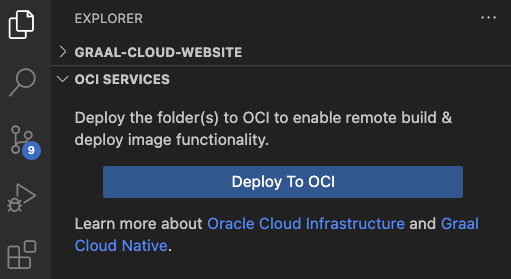 EXPLORER
GRAAL-CLOUD-WEBSITE
OCI SERVICES
Deploy the folder(s) to OCI to enable remote build &
deploy image functionality.
9
Deploy To OCI
Learn more about Oracle Cloud Infrastructure and Graal
Cloud Native.